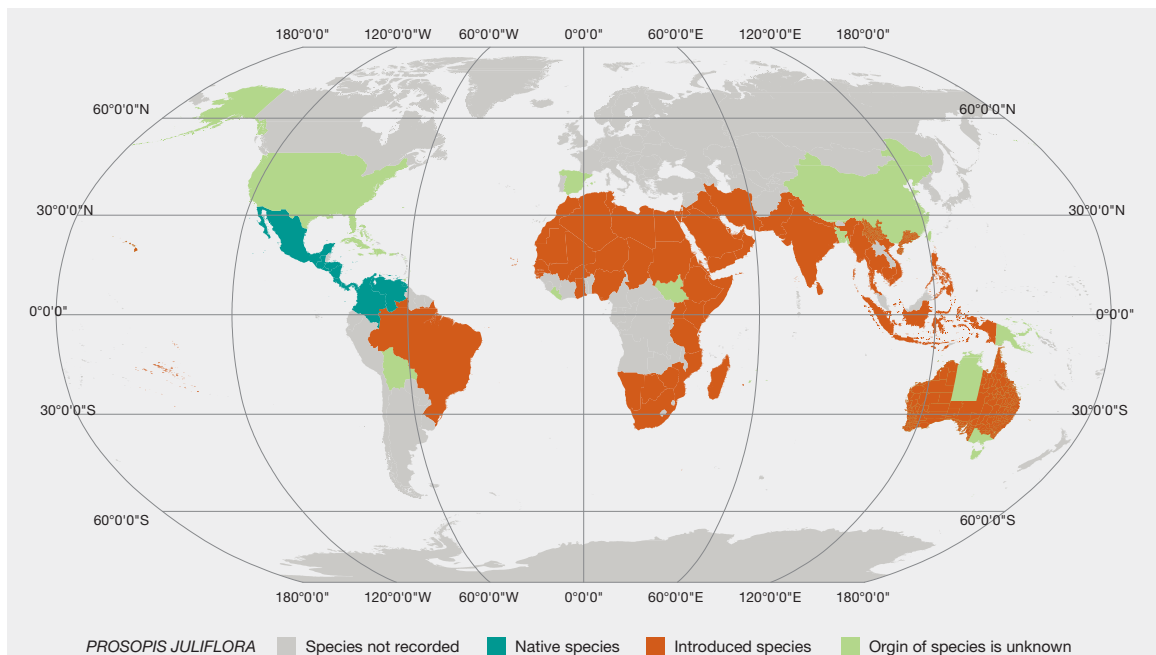 180°0'0" 120°0'0"W 60°0'0"W 0°0'0" 60°0'0"E 120°0'0"E 180°0'0"
60°0'0"N 60°0'0"N
30°0'0"N 30°0'0"N
0°0'0" 0°0'0"
30°0'0"S 30°0'0"S
60°0'0"S 60°0'0"S
180°0'0" 120°0'0"W 60°0'0"W 0°0'0" 60°0'0"E 120°0'0"E 180°0'0"
PROSOPIS JULIFLORA Species not recorded Native species Introduced species Orgin of species is unknown